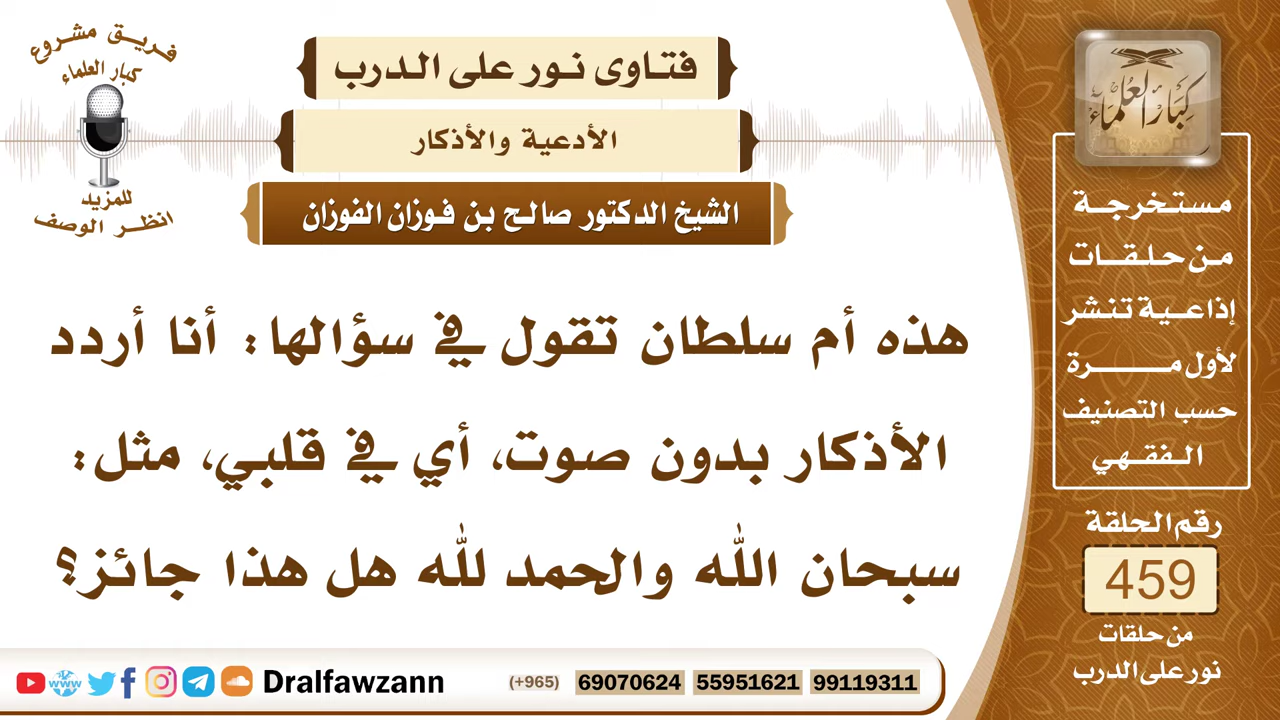 فريق مشروع
كبار العلماء
للمزيد
انظر الوصف
فتاوى نور على الدرب
الأدعية والأذكار
الشيخ الدكتور صالح بن فوزان الفوزان
هذه أم سلطان تقول في سؤالها: أنا أردد
الأذكار بدون صوت، أي في قلبي، مثل:
سبحان الله والحمد لله هل هذا جائز؟
كبار العلماء
مستخرجة
من حلقات
إذاعية تنشر
لأول مرة
حسب التصنيف
الفقهي
رقم الحلقة
459
من حلقات
نور على الدرب
www Dralfawzann (+965) 69070624 55951621 99119311